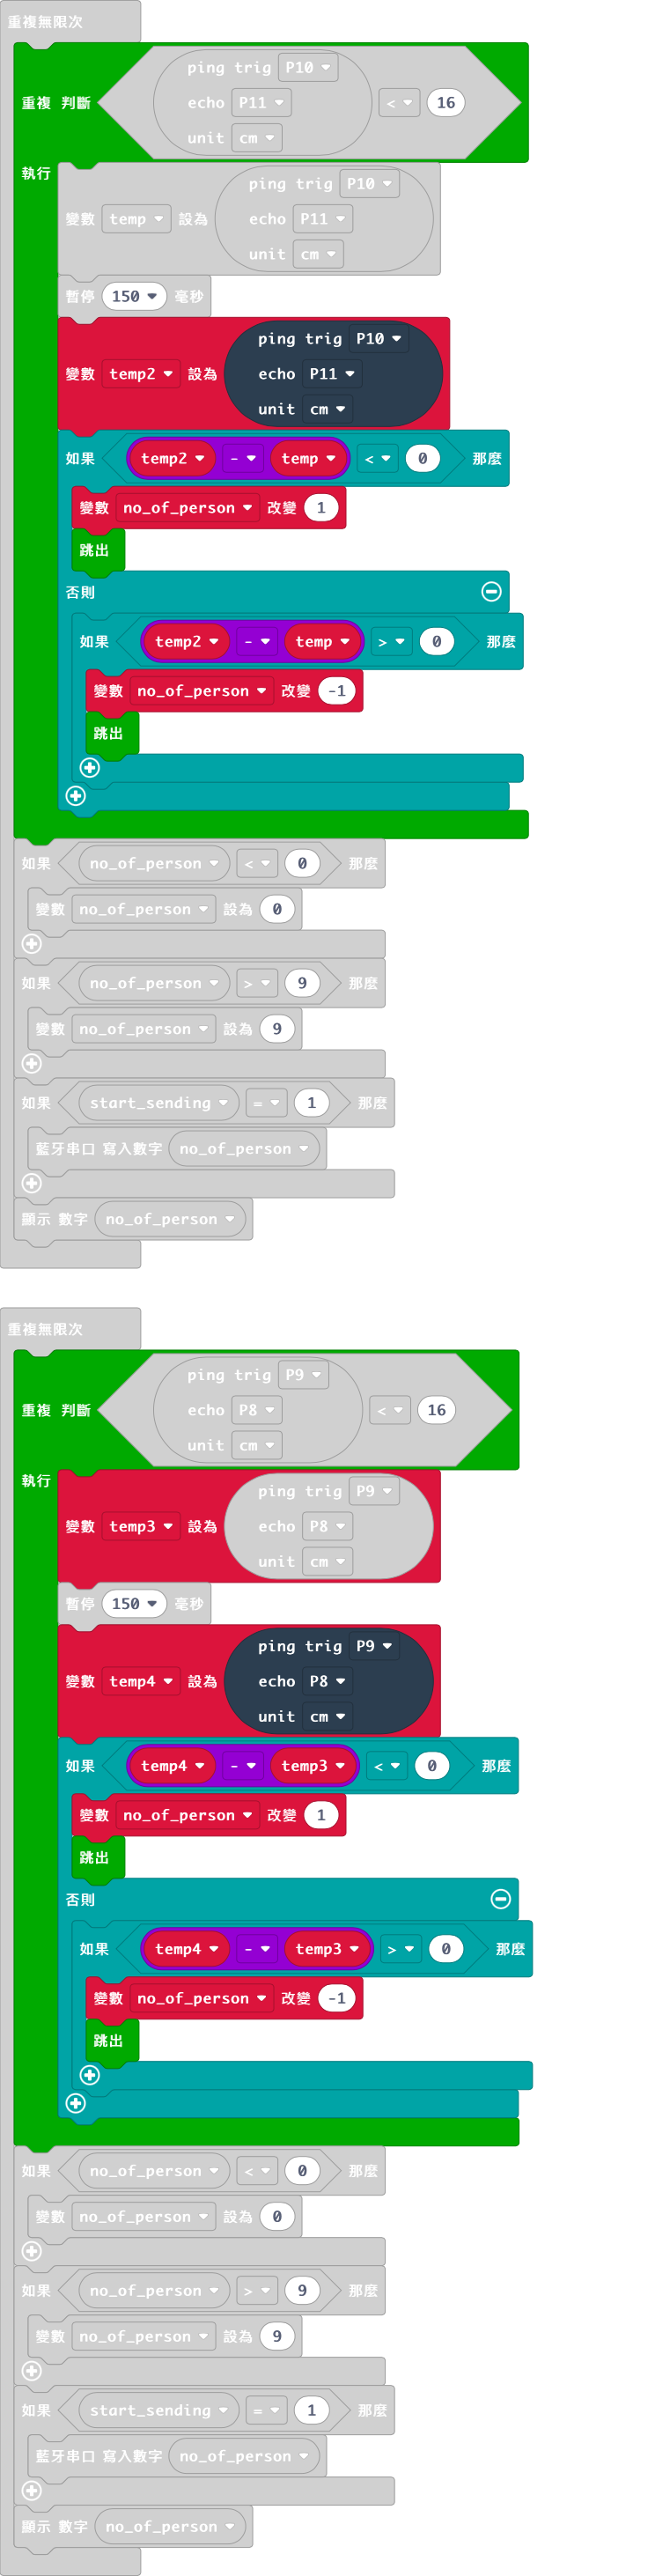 重複無限次
ping trig P10
重複 判斷 echo P11 < 16
unit cm
執行
ping trig P10
變數 temp 設為 echo P11
unit cm
暫停 150 毫秒
ping trig P10
變數 temp2 設為 echo P11
unit cm
如果 temp2 - temp < 0 那麼
變數 no_of_person 改變 1
跳出
否則
如果 temp2 - temp > 0 那麼
變數 no_of_person 改變 -1
跳出
如果 no_of_person < 0 那麼
變數 no_of_person 設為 0
如果 no_of_person > 9 那麼
變數 no_of_person 設為 9
如果 start_sending = 1 那麼
藍牙串口 寫入數字 no_of_person
顯示 數字 no_of_person
重複無限次
ping trig P9
重複 判斷 echo P8 < 16
unit cm
執行
ping trig P9
變數 temp3 設為 echo P8
unit cm
暫停 150 毫秒
ping trig P9
變數 temp4 設為 echo P8
unit cm
如果 temp4 - temp3 < 0 那麼
變數 no_of_person 改變 1
跳出
否則
如果 temp4 - temp3 > 0 那麼
變數 no_of_person 改變 -1
跳出
如果 no_of_person < 0 那麼
變數 no_of_person 設為 0
如果 no_of_person > 9 那麼
變數 no_of_person 設為 9
如果 start_sending = 1 那麼
藍牙串口 寫入數字 no_of_person
顯示 數字 no_of_person